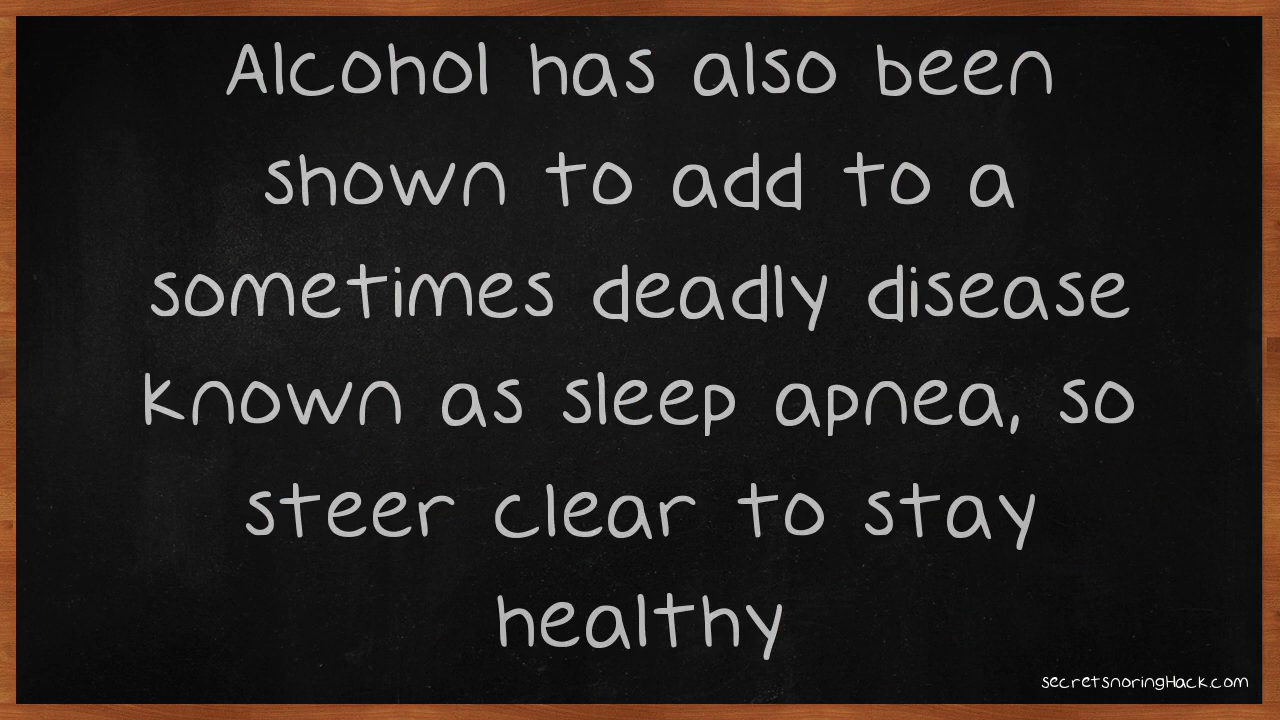 Alcohol has also been
shown to add to a
sometimes deadly disease
known as sleep apnea, so
steer clear to stay
healthy
secretsnoringHack.com